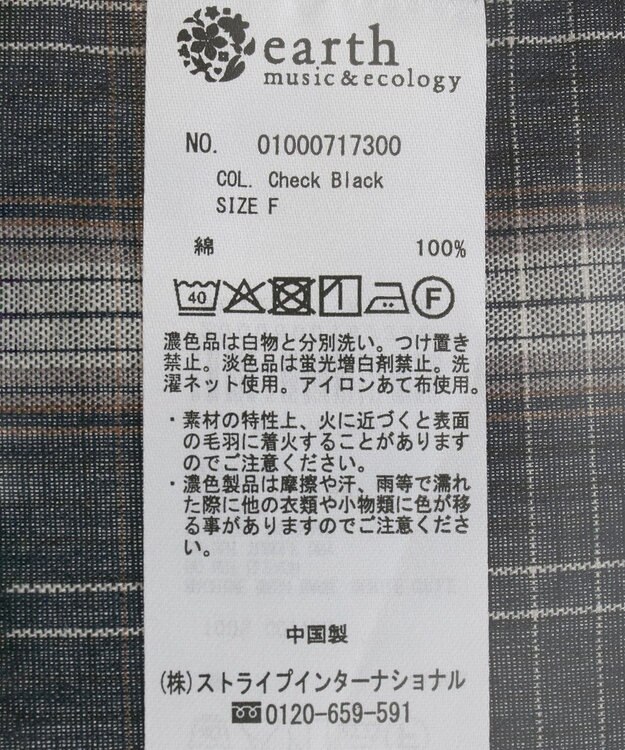 earth
music&ecology
NO. 01000717300
COL. Check Black
SIZE F
綿 100%
40 F
濃色品は白物と分別洗い。つけ置き
禁止。淡色品は蛍光増白剤禁止。洗
濯ネット使用。アイロンあて布使用。
・素材の特性上、火に近づくと表面
の毛羽に着火することがあります
のでご注意ください。
・濃色製品は摩擦や汗、雨等で濡れ
た際に他の衣類や小物類に色が移
る事がありますのでご注意くださ
い。
中国製
(株)ストライプインターナショナル
0120-659-591